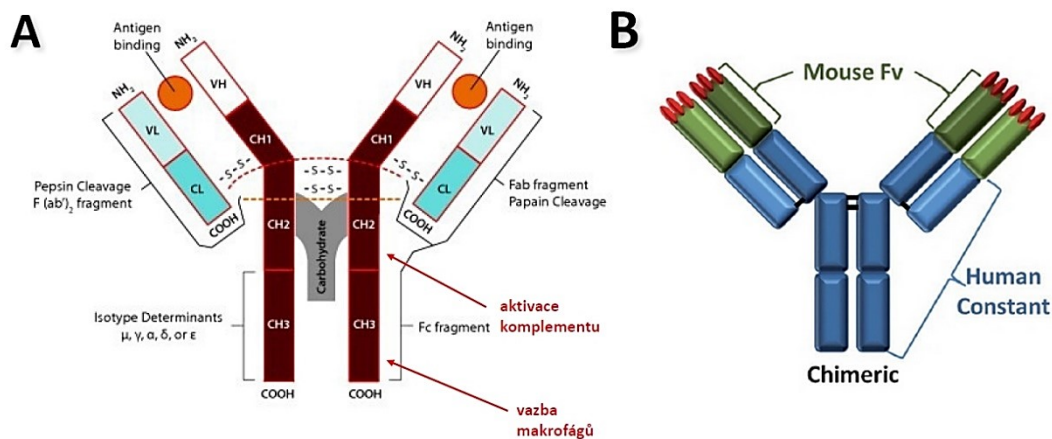 A
Antigen
binding
NH2
NH2
Antigen
binding
NH2
VH
VH
NH2
VL
CH1
CH1
VL
-S-S-
-S-S-
-S-S-
-S-S-
CL
CL
Pepsin Cleavage
F (ab')2 fragment
Fab fragment
Papain Cleavage
COOH
COOH
CH2
CH2
Carbohydrate
aktivace
komplementu
Isotype Determinants
μ, γ, α, δ, or ε
CH3
CH3
Fc fragment
COOH
COOH
vazba
makrofágů
B
Mouse Fv
Human
Constant
Chimeric